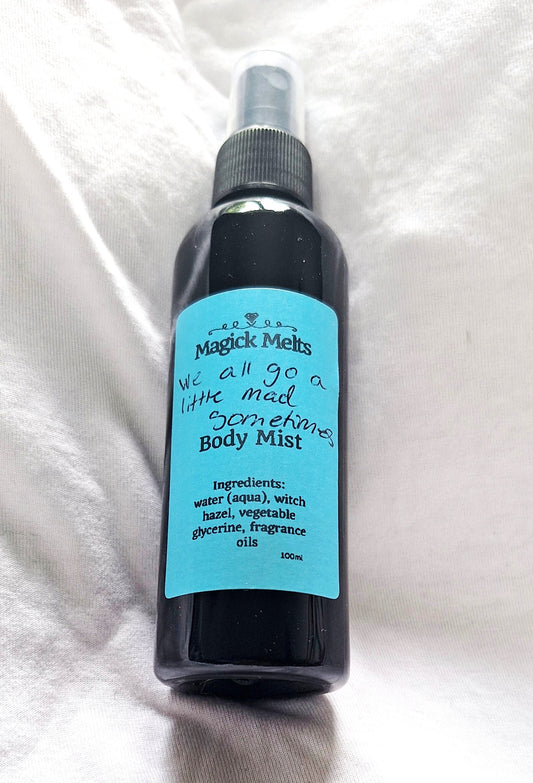 Magick Melts
We all go a
little mad
sometimes
Body Mist
Ingredients:
water (aqua), witch
hazel, vegetable
glycerine, fragrance
oils
100ml